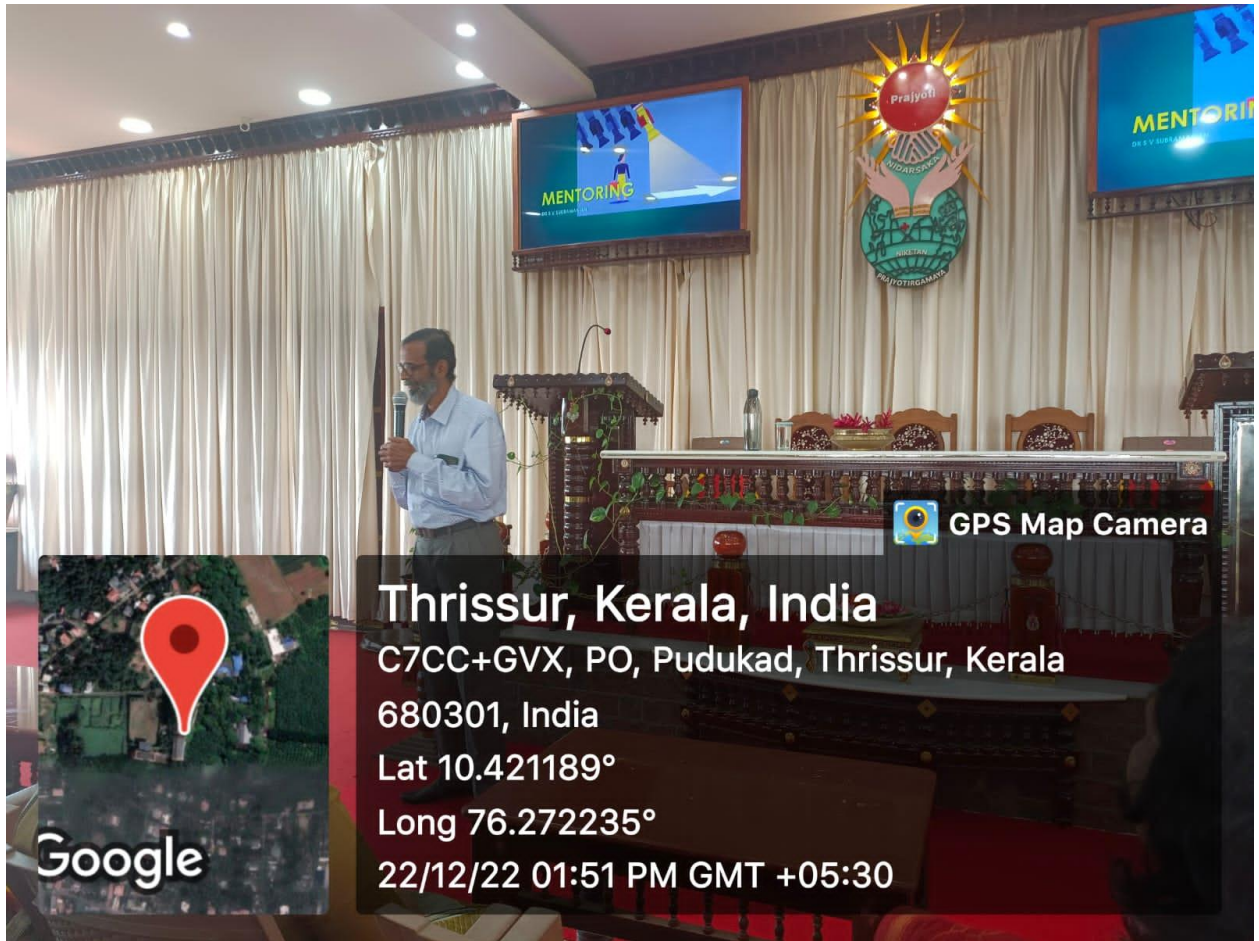 MENTORING
Prajyoti
NIDARSAKA
NIKETAN
PRAJYOTIRGAMAYA
MENTORI
GPS Map Camera
Thrissur, Kerala, India
C7CC+GVX, PO, Pudukad, Thrissur, Kerala
680301, India
Lat 10.421189°
Long 76.272235°
22/12/22 01:51 PM GMT +05:30
Google